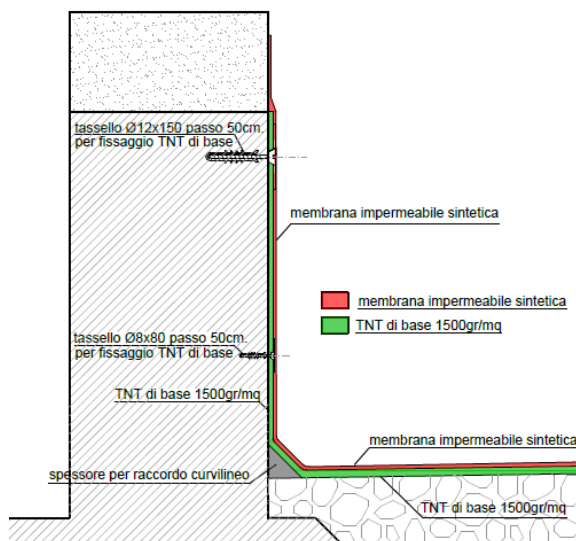 tassello Ø12x150 passo 50cm.
per fissaggio TNT di base
membrana impermeabile sintetica
membrana impermeabile sintetica
TNT di base 1500gr/mq
tassello Ø8x80 passo 50cm.
per fissaggio TNT di base
TNT di base 1500gr/mq
membrana impermeabile sintetica
spessore per raccordo curvilineo
TNT di base 1500gr/mq